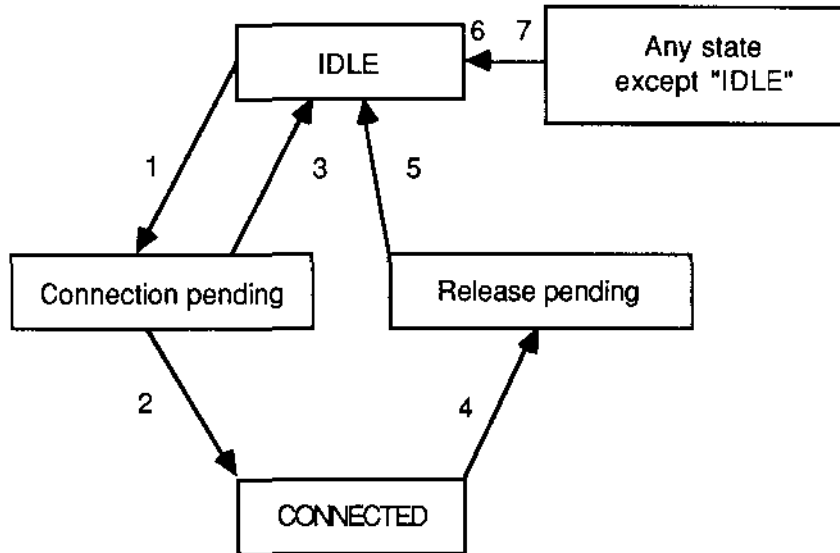 IDLE
6 7
Any state
except "IDLE"
1
3
5
Connection pending
Release pending
2
4
CONNECTED